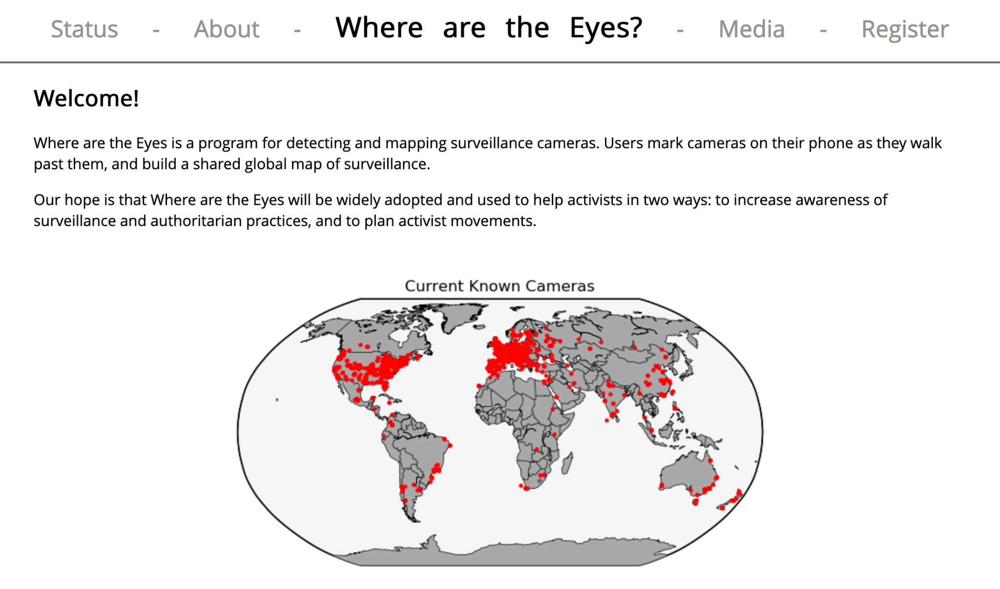 Status - About - Where are the Eyes? - Media - Register
Welcome!
Where are the Eyes is a program for detecting and mapping surveillance cameras. Users mark cameras on their phone as they walk
past them, and build a shared global map of surveillance.
Our hope is that Where are the Eyes will be widely adopted and used to help activists in two ways: to increase awareness of
surveillance and authoritarian practices, and to plan activist movements.
Current Known Cameras